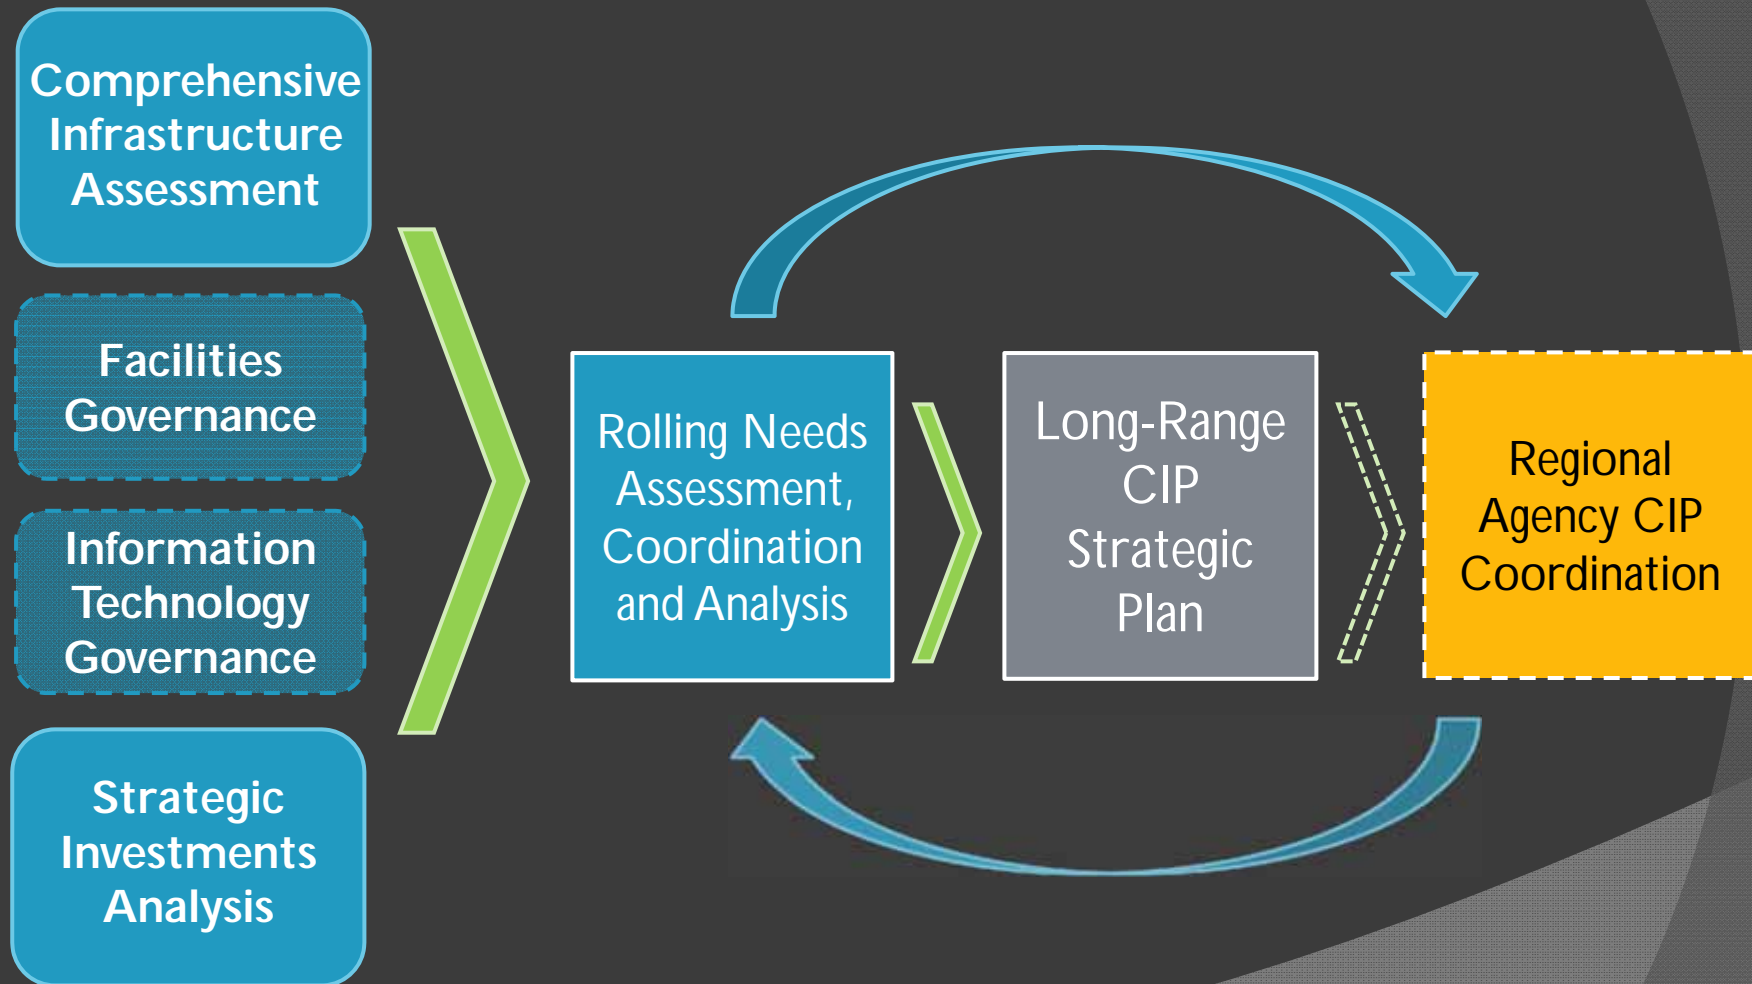 Comprehensive
Infrastructure
Assessment
Facilities
Governance
Information
Technology
Governance
Strategic
Investments
Analysis
Rolling Needs
Assessment,
Coordination
and Analysis
Long-Range
CIP
Strategic
Plan
Regional
Agency CIP
Coordination